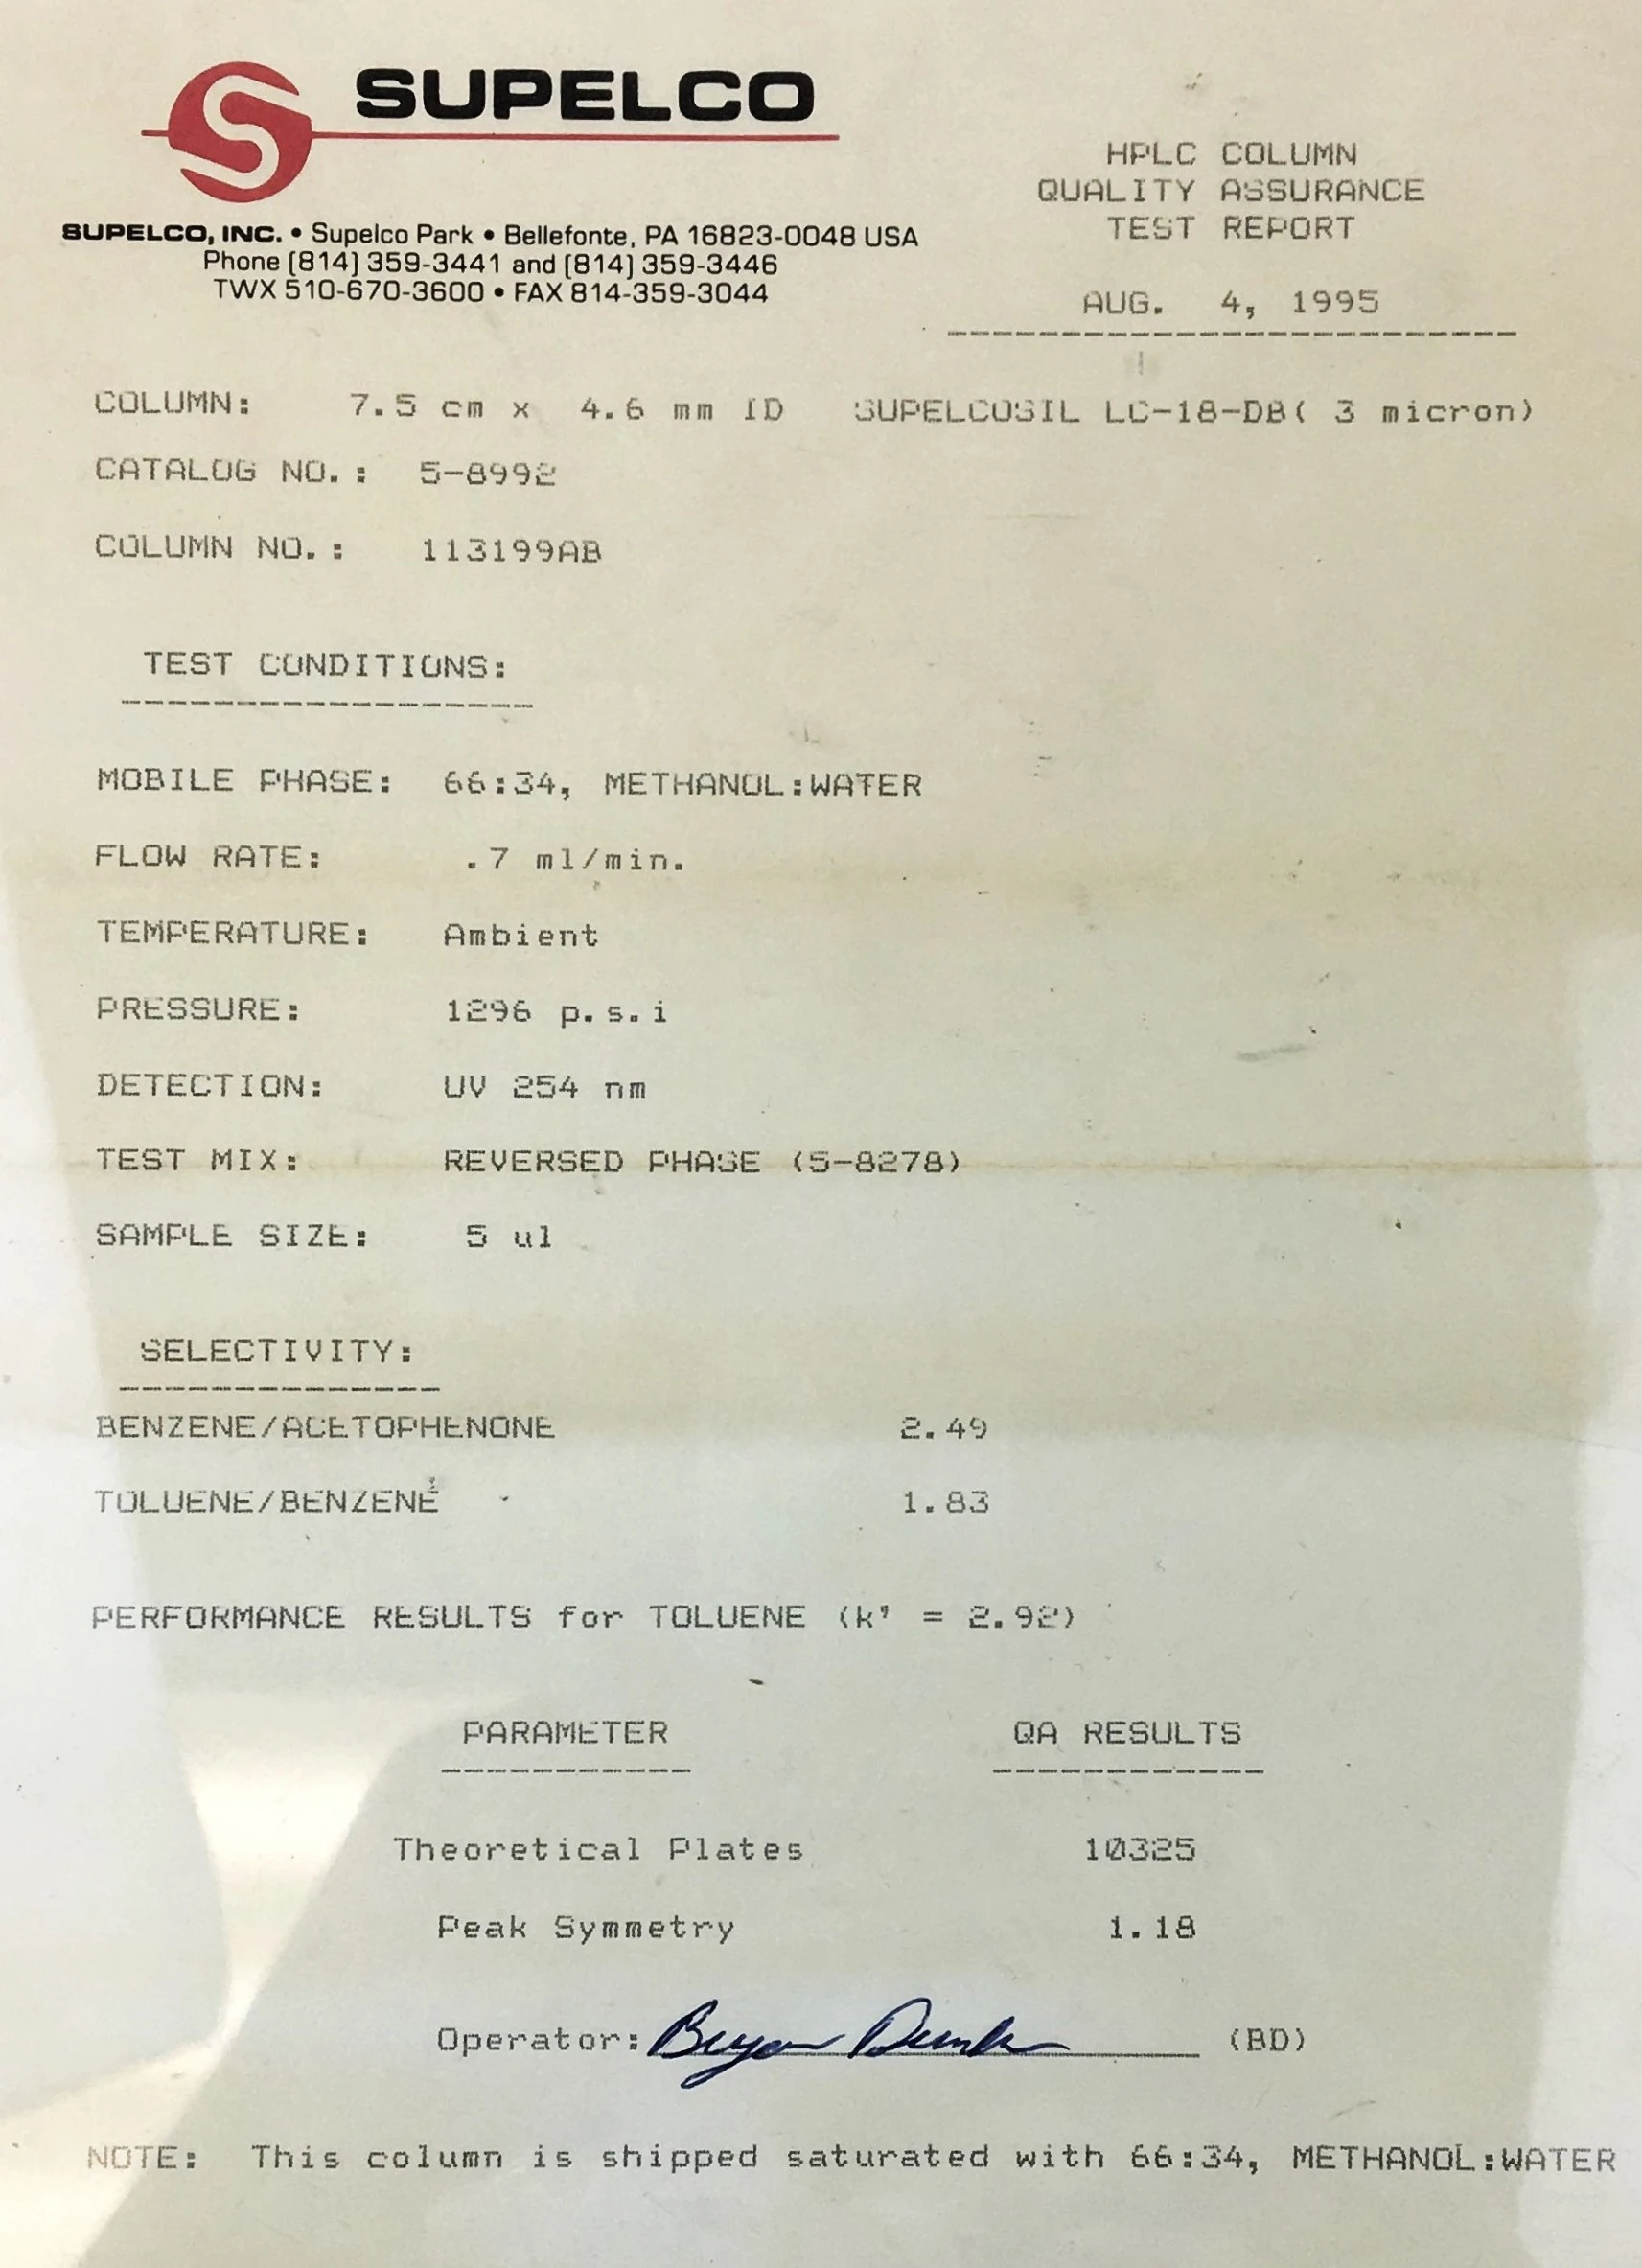 SUPELCO
SUPELCO, INC. • Supelco Park • Bellefonte, PA 16823-0048 USA
Phone (814) 359-3441 and (814) 359-3446
TWX 510-670-3600 • FAX 814-359-3044
HPLC COLUMN
QUALITY ASSURANCE
TEST REPORT
AUG. 4, 1995
COLUMN: 7.5 cm x 4.6 mm ID SUPELCOSIL LC-18-DB( 3 micron)
CATALOG NO.: 5-8992
COLUMN NO.: 113199AB
TEST CONDITIONS:
MOBILE PHASE: 66:34, METHANOL:WATER
FLOW RATE: .7 ml/min.
TEMPERATURE: Ambient
PRESSURE: 1296 p.s.i
DETECTION: UV 254 nm
TEST MIX: REVERSED PHASE (5-8278)
SAMPLE SIZE: 5 ul
SELECTIVITY:
BENZENE/ACETOPHENONE 2.49
TOLUENE/BENZENE 1.83
PERFORMANCE RESULTS for TOLUENE (k' = 2.92)
PARAMETER QA RESULTS
Theoretical Plates 10325
Peak Symmetry 1.18
Operator: (BD)
NOTE: This column is shipped saturated with 66:34, METHANOL:WATER